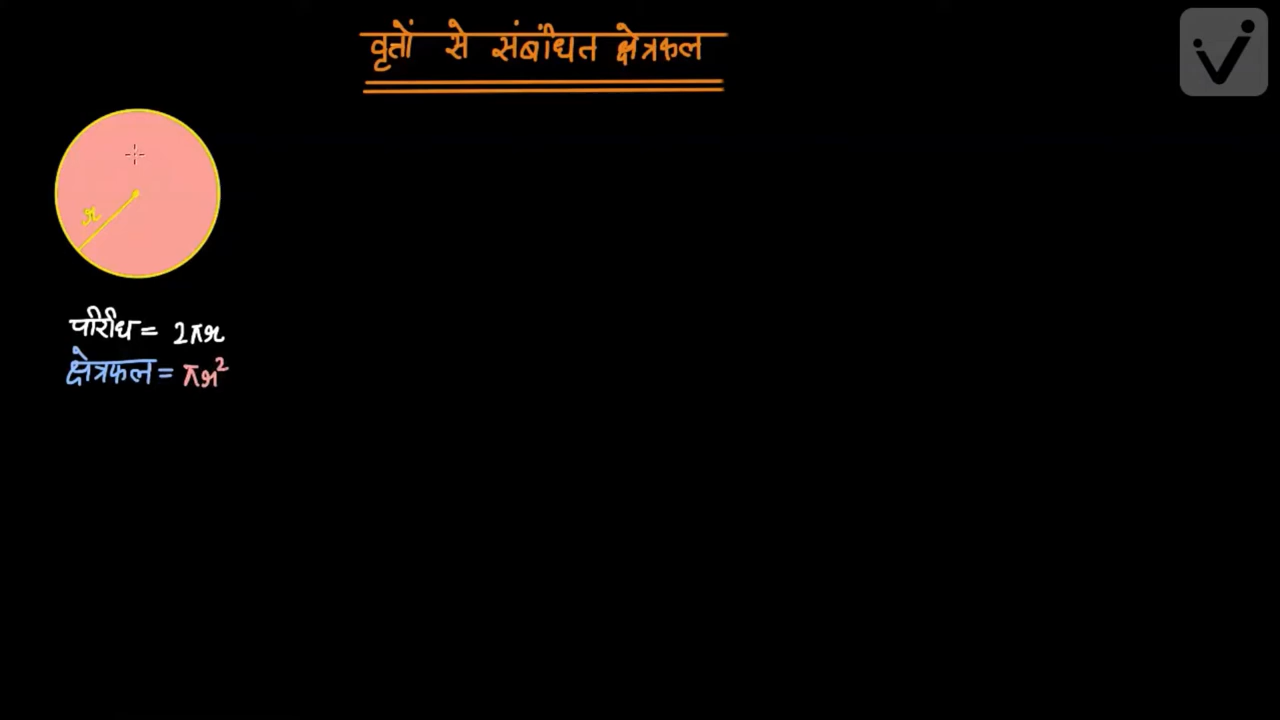 वृतों से संबंधित क्षेत्रफल
r
परिधि = 2πr
क्षेत्रफल = πr²